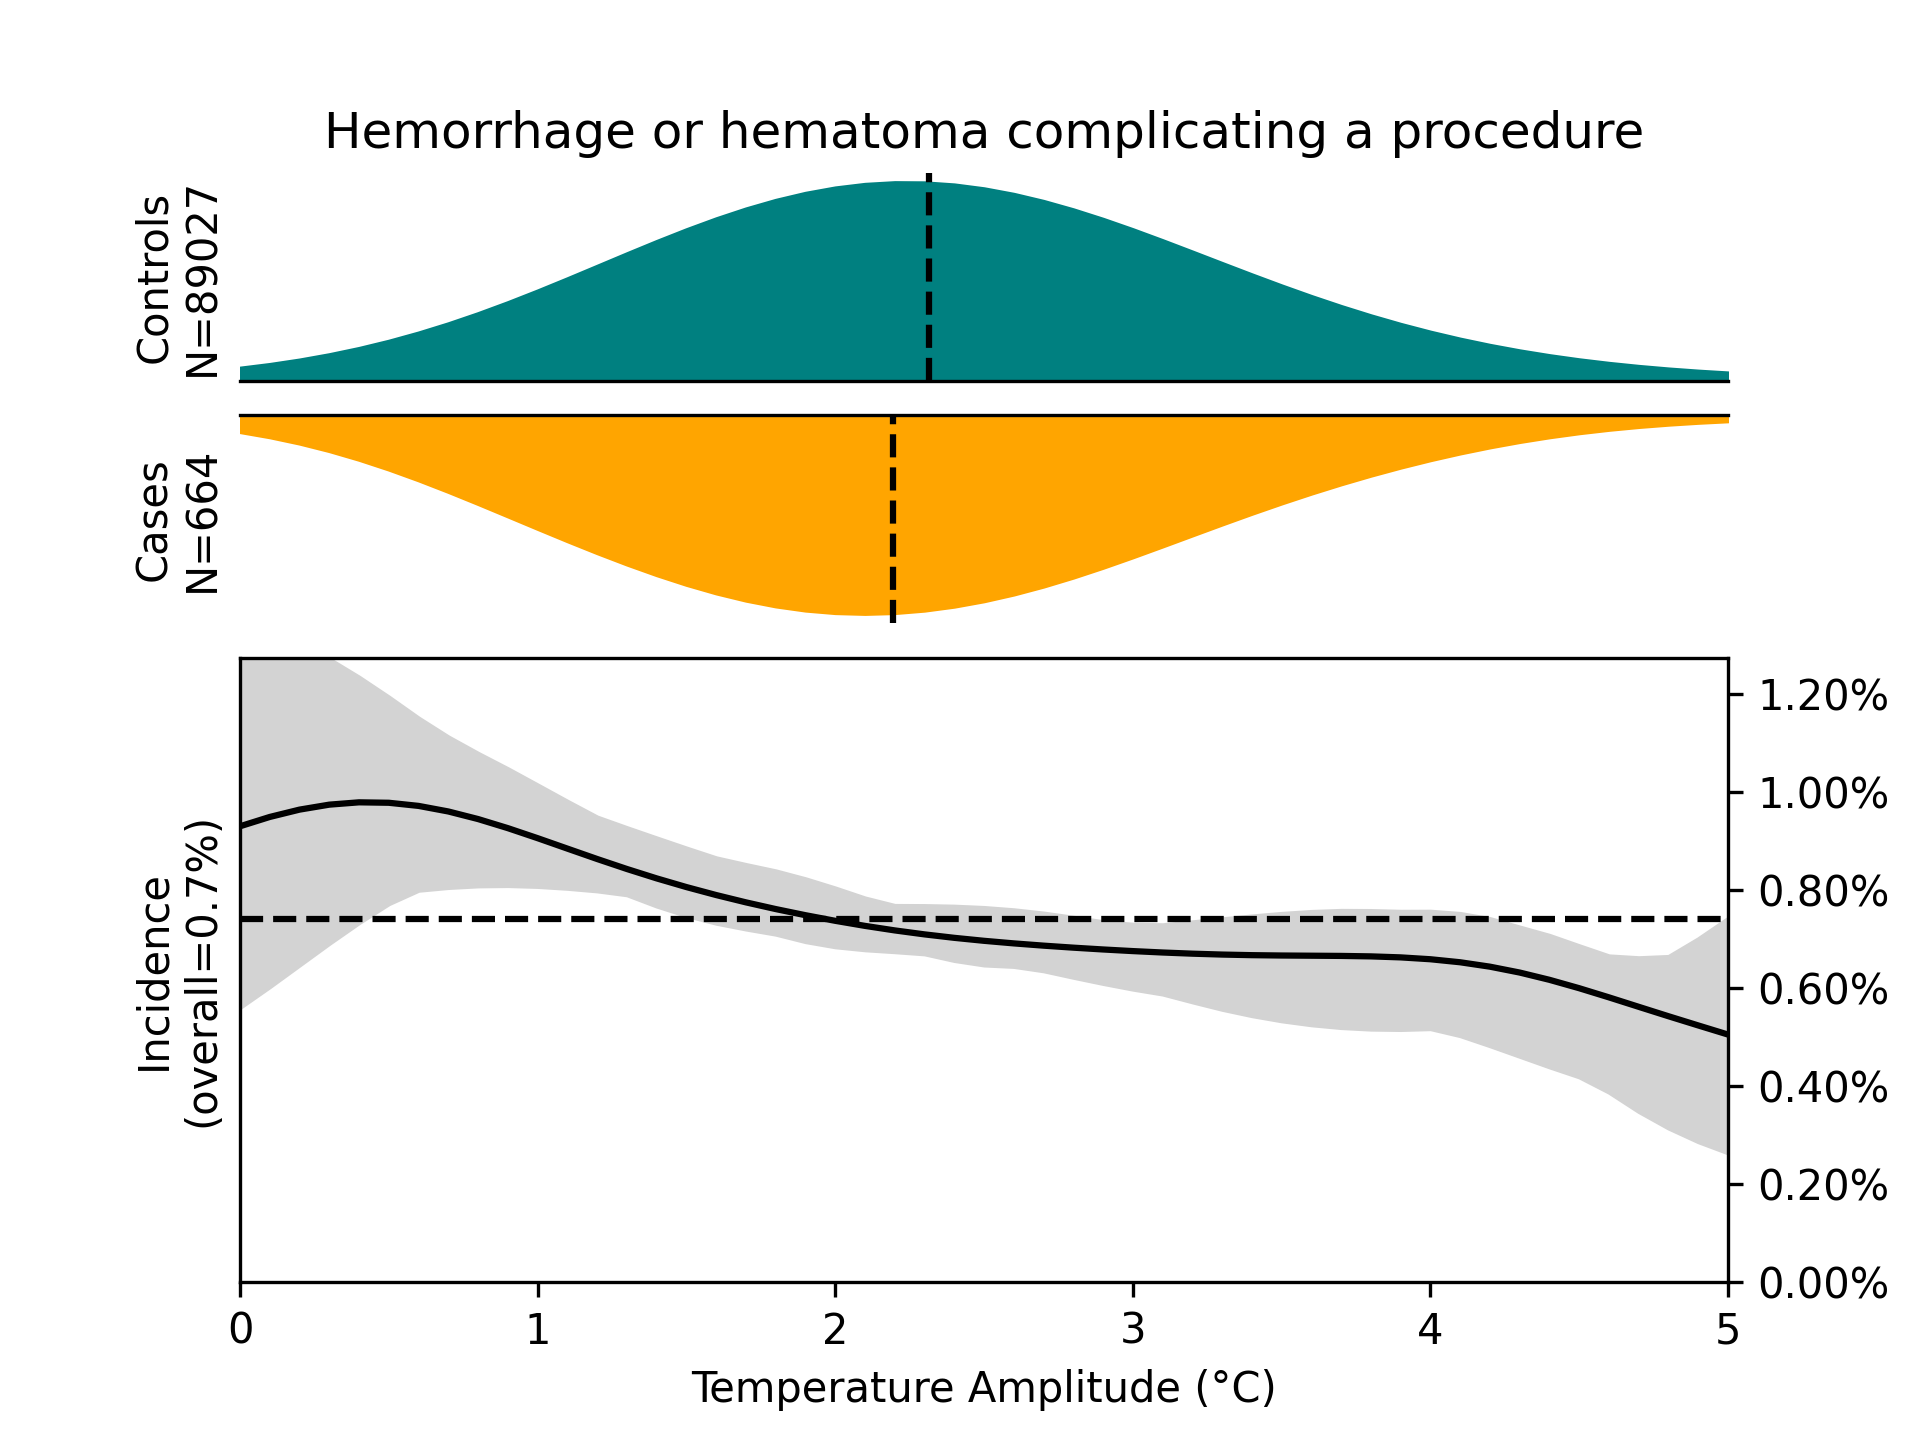 Hemorrhage or hematoma complicating a procedure
Controls
N=89027
Cases
N=664
Incidence
(overall=0.7%)
1.20%
1.00%
0.80%
0.60%
0.40%
0.20%
0.00%
0 1 2 3 4 5
Temperature Amplitude (°C)